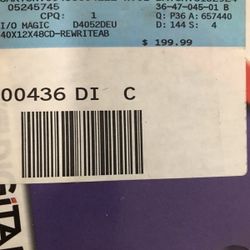 05245745 36-47-045-01 B
CPQ: 1 Q: P36 A: 657440
I/O MAGIC D4052DEU D: 144 S: 4
40X12X48CD-REWRITEAB
$ 199.99
00436 DI C